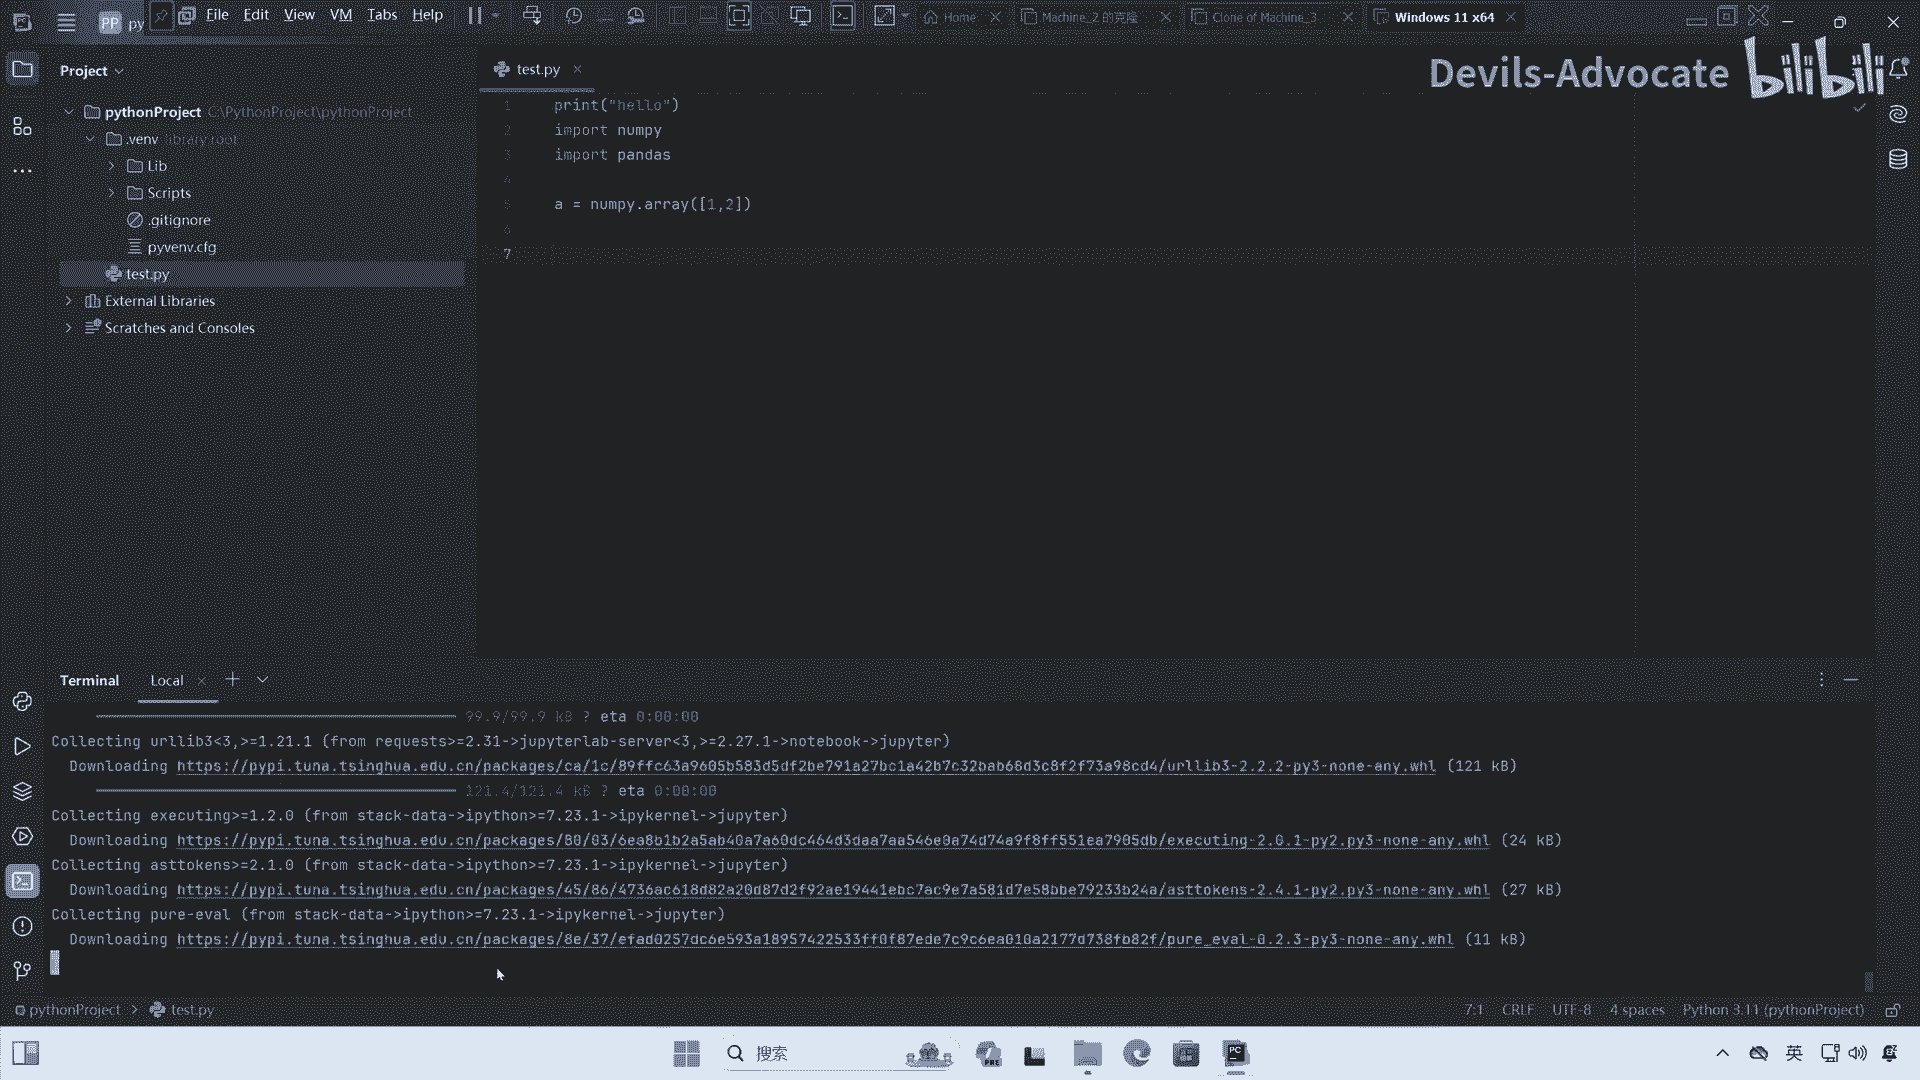 PP py File Edit View VM Tabs Help Home Machine_2 的克隆 Clone of Machine_3 Windows 11 x64
Devils-Advocate bilibili
Project
test.py
pythonProject C:\PythonProject\pythonProject
.venv library root
Lib
Scripts
.gitignore
pyvenv.cfg
test.py
External Libraries
Scratches and Consoles
1 print("hello")
2 import numpy
3 import pandas
4
5 a = numpy.array([1,2])
6
7
Terminal Local
99.9/99.9 kB ? eta 0:00:00
Collecting urllib3<3,>=1.21.1 (from requests>=2.31->jupyterlab-server<3,>=2.27.1->notebook->jupyter)
Downloading https://pypi.tuna.tsinghua.edu.cn/packages/ca/1c/89ffc63a9605b583d5df2be791a27bc1a42b7c32bab68d3c8f2f73a98cd4/urllib3-2.2.2-py3-none-any.whl (121 kB)
121.4/121.4 kB ? eta 0:00:00
Collecting executing>=1.2.0 (from stack-data->ipython>=7.23.1->ipykernel->jupyter)
Downloading https://pypi.tuna.tsinghua.edu.cn/packages/80/03/6ea8b1b2a5ab40a7a60dc464d3daa7aa546e0a74d74a9f8ff551ea7905db/executing-2.0.1-py2.py3-none-any.whl (24 kB)
Collecting asttokens>=2.1.0 (from stack-data->ipython>=7.23.1->ipykernel->jupyter)
Downloading https://pypi.tuna.tsinghua.edu.cn/packages/45/86/4736ac618d82a20d87d2f92ae19441ebc7ac9e7a581d7e58bbe79233b24a/asttokens-2.4.1-py2.py3-none-any.whl (27 kB)
Collecting pure-eval (from stack-data->ipython>=7.23.1->ipykernel->jupyter)
Downloading https://pypi.tuna.tsinghua.edu.cn/packages/8e/37/efad0257dc6e593a18957422533ff0f87ede7c9c6ea010a2177d738fb82f/pure_eval-0.2.3-py3-none-any.whl (11 kB)
pythonProject > test.py 7:1 CRLF UTF-8 4 spaces Python 3.11 (pythonProject)
搜索 PRE PC 英